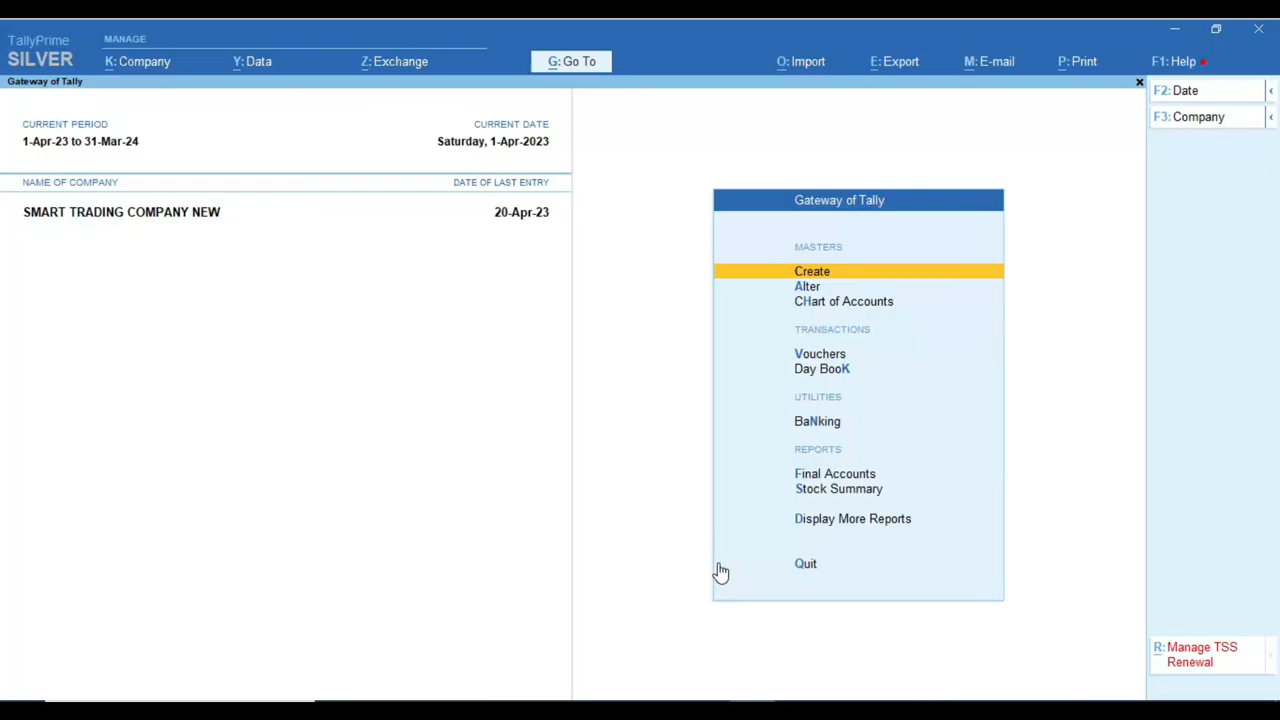 TallyPrime
SILVER
MANAGE
K: Company
Y: Data
Z: Exchange
G: Go To
O: Import
E: Export
M: E-mail
P: Print
F1: Help
Gateway of Tally
F2: Date
F3: Company
CURRENT PERIOD
CURRENT DATE
1-Apr-23 to 31-Mar-24
Saturday, 1-Apr-2023
NAME OF COMPANY
DATE OF LAST ENTRY
SMART TRADING COMPANY NEW
20-Apr-23
Gateway of Tally
MASTERS
Create
Alter
CHart of Accounts
TRANSACTIONS
Vouchers
Day BooK
UTILITIES
BaNking
REPORTS
Final Accounts
Stock Summary
Display More Reports
Quit
R: Manage TSS
Renewal